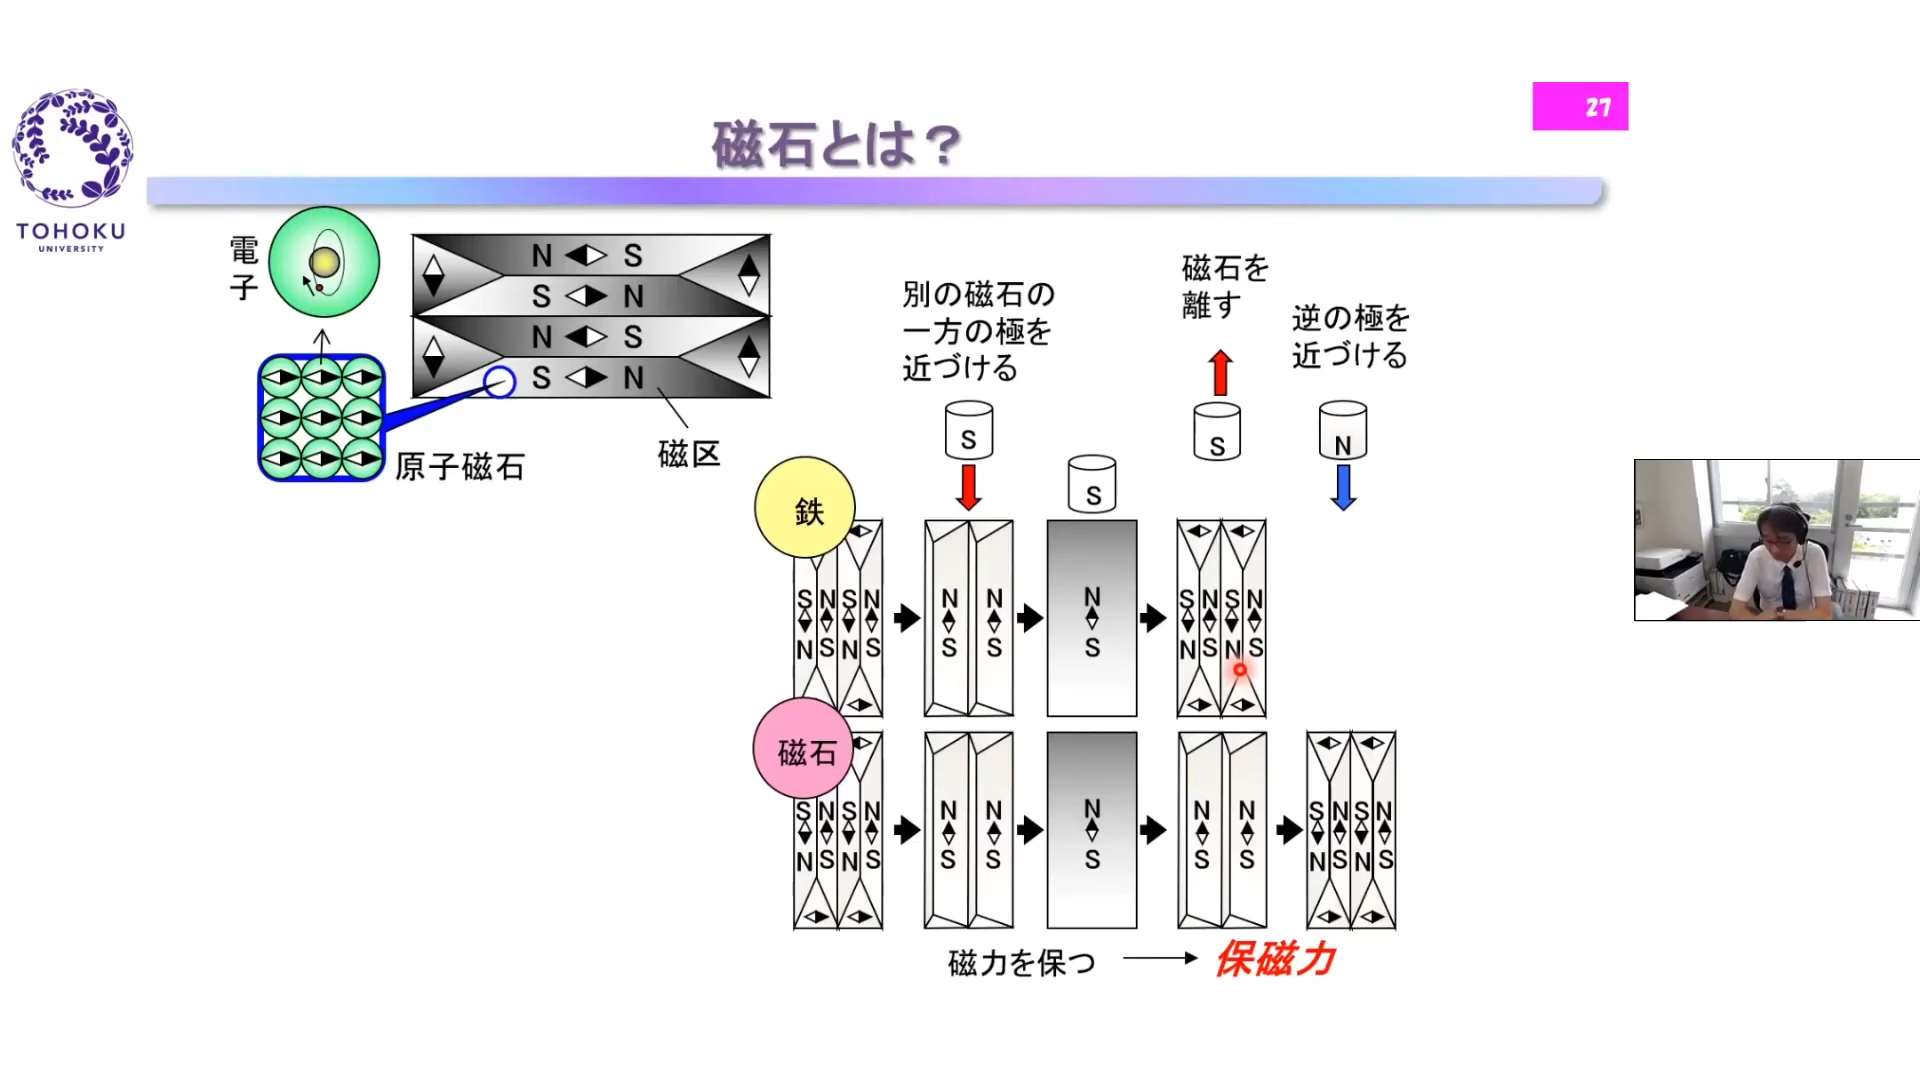 27
磁石とは？
TOHOKU
UNIVERSITY
電
子
N S
S N
N S
S N
原子磁石
磁区
別の磁石の
一方の極を
近づける
磁石を
離す
逆の極を
近づける
S
S
S
N
鉄
S N S N
N S N S
N N
S S
N
S
S N S N
N S N S
磁石
S N S N
N S N S
N N
S S
N
S
N N
S S
S N S N
N S N S
磁力を保つ
保磁力